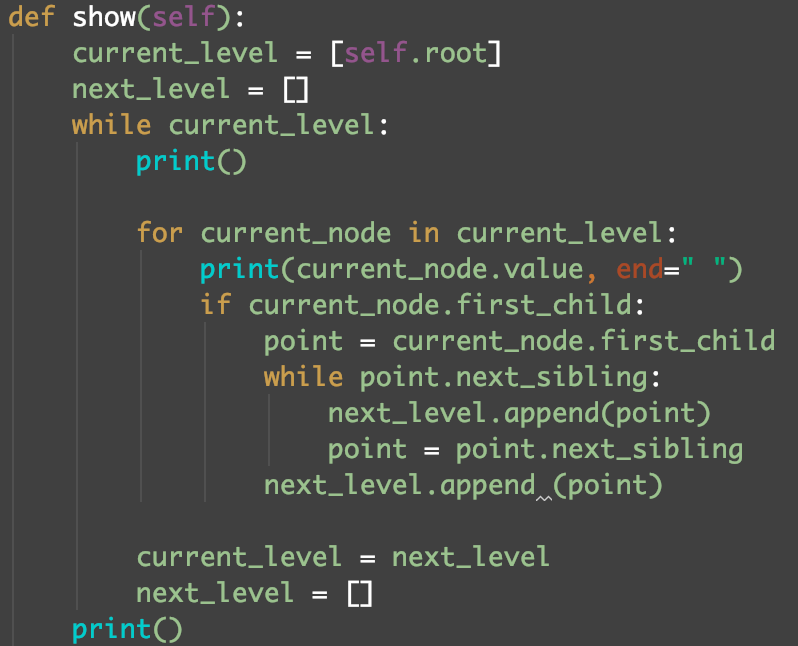 def show(self):
    current_level = [self.root]
    next_level = []
    while current_level:
        print()

        for current_node in current_level:
            print(current_node.value, end=" ")
            if current_node.first_child:
                point = current_node.first_child
                while point.next_sibling:
                    next_level.append(point)
                    point = point.next_sibling
                next_level.append (point)

        current_level = next_level
        next_level = []
    print()